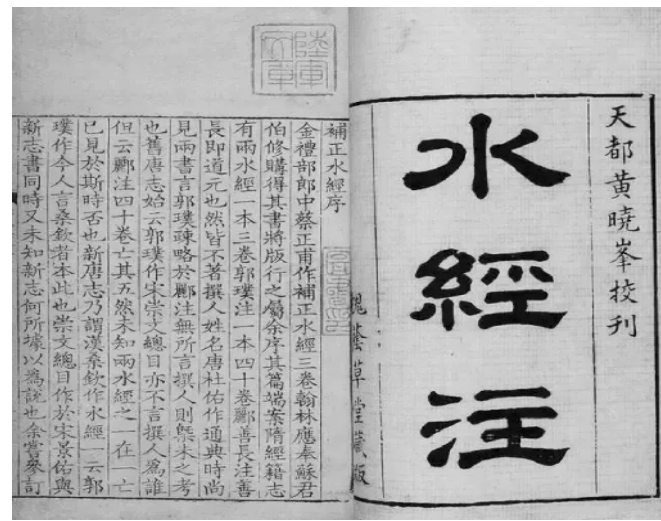 天都黃曉峯挍刊
水經注
槐蔭草堂藏版
陸軍
文庫
補正水經序
金禮部郎中蔡正甫作補正水經三卷翰林應奉蘇君
伯修購得其書將版行之屬余序其篇端案隋經籍志
有兩水經一本三卷郭璞注一本四十卷酈善長注善
長即道元也然皆不著撰人姓名唐杜佑作通典時尚
見兩書言郭璞疎略於酈注無所言撰人則槩未之考
也舊唐志始云郭璞作宋崇文總目亦不言撰人爲誰
但云酈注四十卷亡其五然未知兩水經之一在一亡
已見於斯時否也新唐志乃謂漢桑欽作水經一云郭
璞作今人言桑欽者本此也崇文總目作於宋景佑與
新志書同時又未知新志何所據以爲說也余嘗參訂